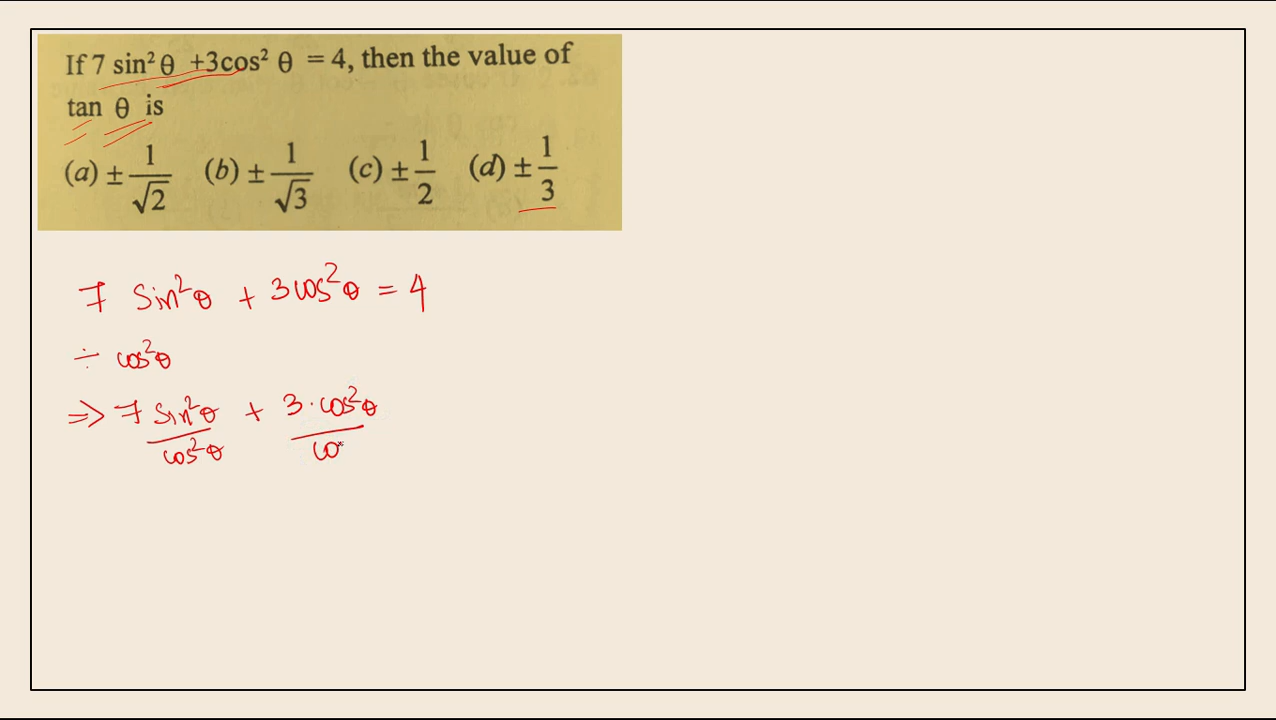 If 7 sin² θ +3cos² θ = 4, then the value of
tan θ is
(a) ± 1/√2 (b) ± 1/√3 (c) ± 1/2 (d) ± 1/3
7 sin²θ + 3cos²θ = 4
÷ cos²θ
⇒ 7 sin²θ/cos²θ + 3·cos²θ/co